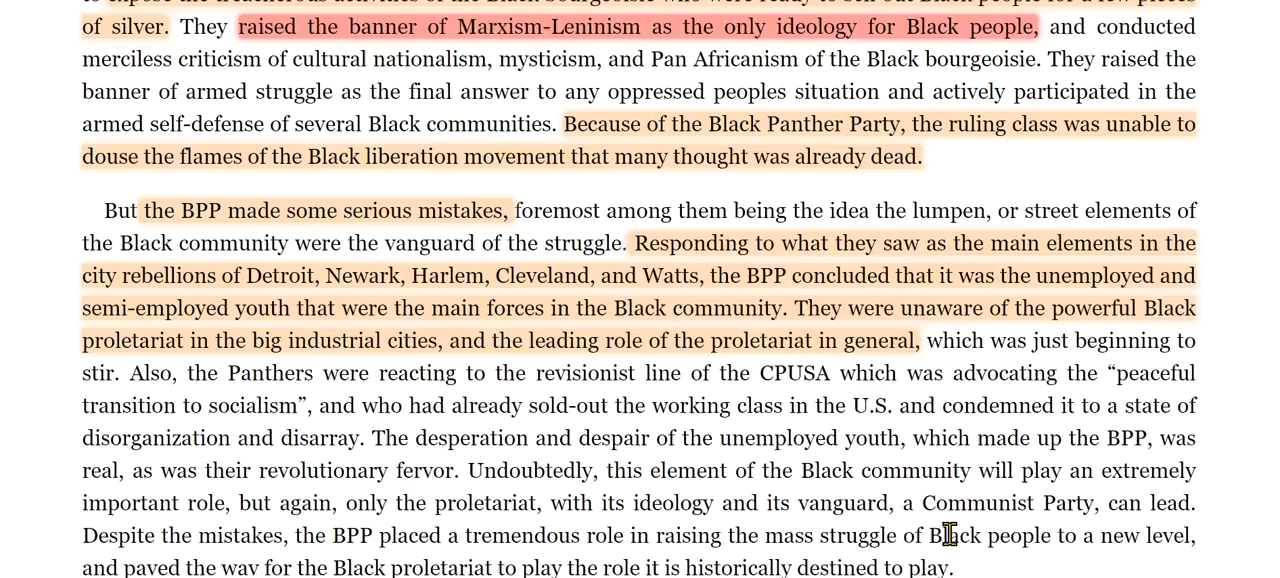 of silver. They raised the banner of Marxism-Leninism as the only ideology for Black people, and conducted
merciless criticism of cultural nationalism, mysticism, and Pan Africanism of the Black bourgeoisie. They raised the
banner of armed struggle as the final answer to any oppressed peoples situation and actively participated in the
armed self-defense of several Black communities. Because of the Black Panther Party, the ruling class was unable to
douse the flames of the Black liberation movement that many thought was already dead.
But the BPP made some serious mistakes, foremost among them being the idea the lumpen, or street elements of
the Black community were the vanguard of the struggle. Responding to what they saw as the main elements in the
city rebellions of Detroit, Newark, Harlem, Cleveland, and Watts, the BPP concluded that it was the unemployed and
semi-employed youth that were the main forces in the Black community. They were unaware of the powerful Black
proletariat in the big industrial cities, and the leading role of the proletariat in general, which was just beginning to
stir. Also, the Panthers were reacting to the revisionist line of the CPUSA which was advocating the “peaceful
transition to socialism”, and who had already sold-out the working class in the U.S. and condemned it to a state of
disorganization and disarray. The desperation and despair of the unemployed youth, which made up the BPP, was
real, as was their revolutionary fervor. Undoubtedly, this element of the Black community will play an extremely
important role, but again, only the proletariat, with its ideology and its vanguard, a Communist Party, can lead.
Despite the mistakes, the BPP placed a tremendous role in raising the mass struggle of Black people to a new level,
and paved the way for the Black proletariat to play the role it is historically destined to play.